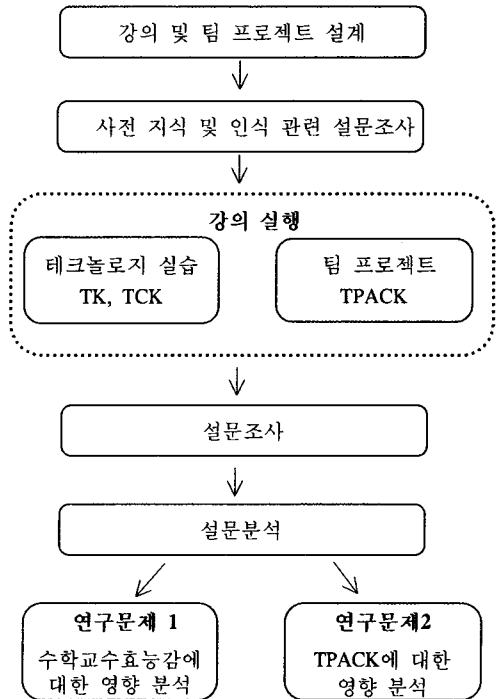 강의 및 팀 프로젝트 설계
사전 지식 및 인식 관련 설문조사
강의 실행
테크놀로지 실습
TK, TCK
팀 프로젝트
TPACK
설문조사
설문분석
연구문제 1
수학교수효능감에
대한 영향 분석
연구문제2
TPACK에 대한
영향 분석